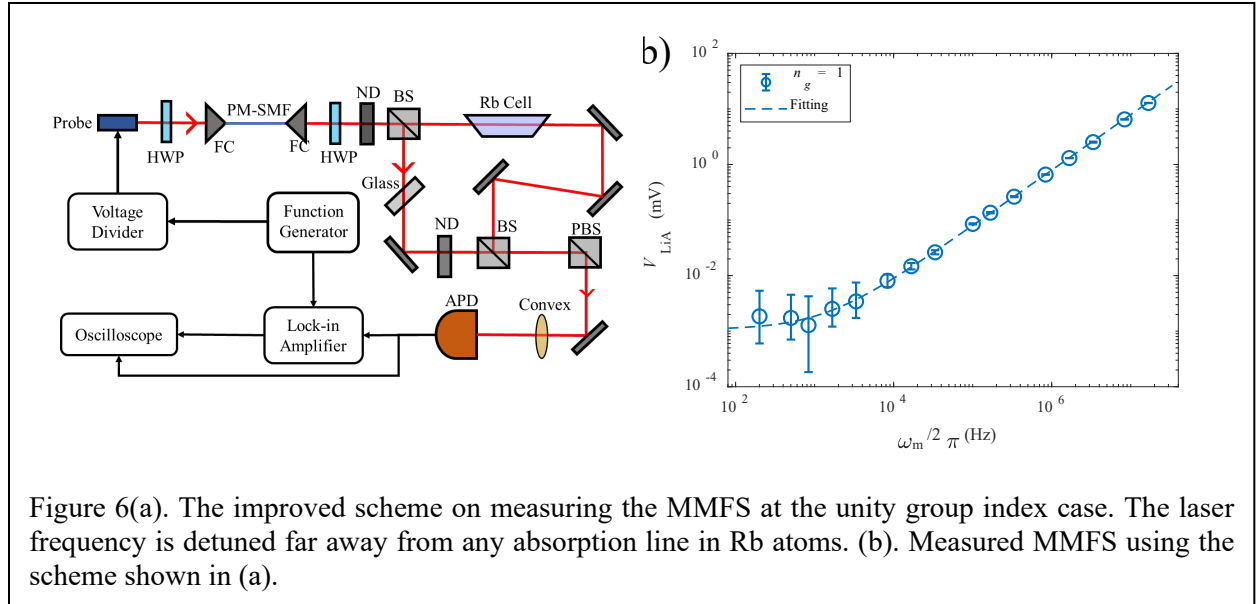 b)
Probe
HWP
FC
PM-SMF
FC
HWP
ND
BS
Rb Cell
Glass
Voltage
Divider
Function
Generator
ND
BS
PBS
APD
Convex
Oscilloscope
Lock-in
Amplifier
10 2
10 0
10 -2
10 -4
V LiA (mV)
n g = 1
Fitting
10 2
10 4
10 6
ω m /2 π (Hz)
Figure 6(a). The improved scheme on measuring the MMFS at the unity group index case. The laser
frequency is detuned far away from any absorption line in Rb atoms. (b). Measured MMFS using the
scheme shown in (a).